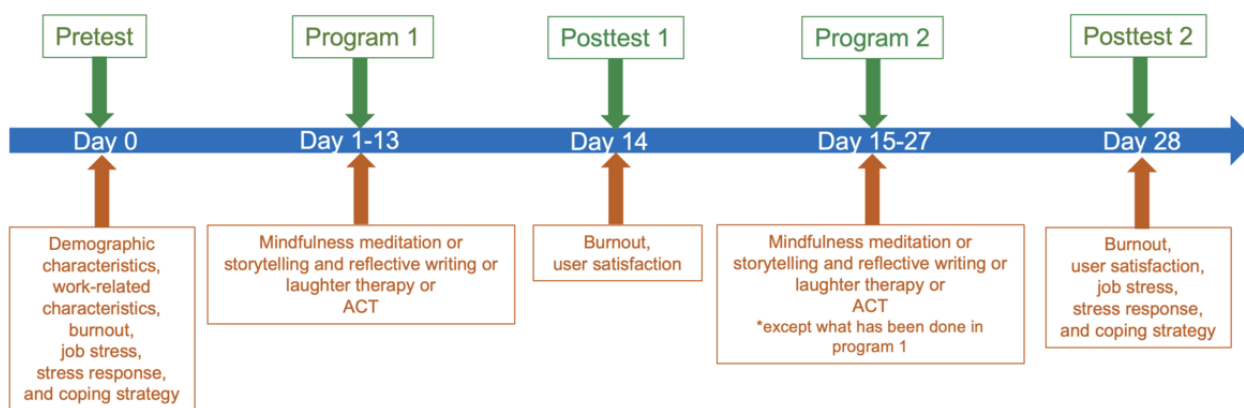 Pretest
Program 1
Posttest 1
Program 2
Posttest 2
Day 0
Day 1-13
Day 14
Day 15-27
Day 28
Demographic
characteristics,
work-related
characteristics,
burnout,
job stress,
stress response,
and coping strategy
Mindfulness meditation or
storytelling and reflective writing or
laughter therapy or
ACT
Burnout,
user satisfaction
Mindfulness meditation or
storytelling and reflective writing or
laughter therapy or
ACT
*except what has been done in
program 1
Burnout,
user satisfaction,
job stress,
stress response,
and coping strategy